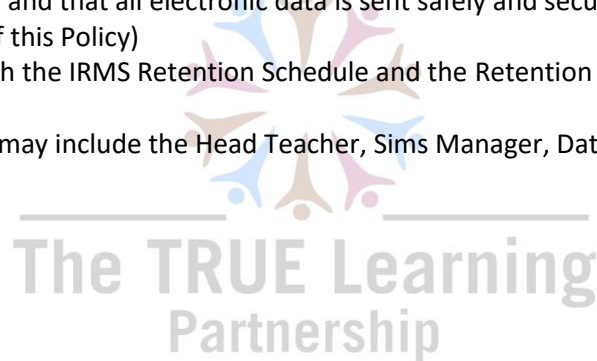 and that all electronic data is sent safely and secu
f this Policy)
h the IRMS Retention Schedule and the Retention
may include the Head Teacher, Sims Manager, Dat
The TRUE Learning
Partnership